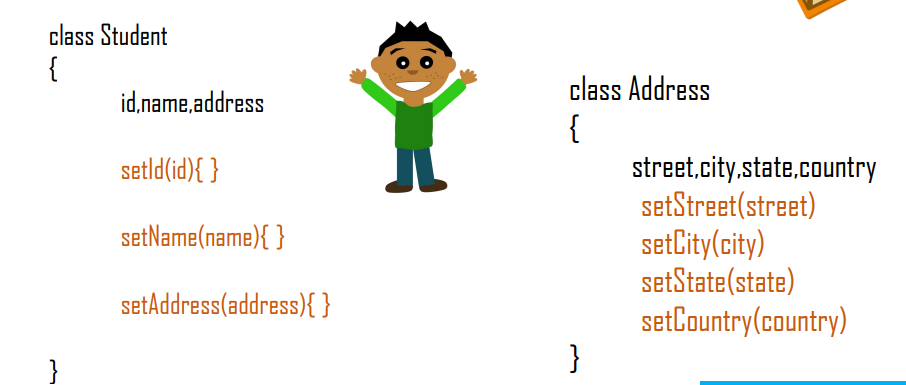 class Student
{
id,name,address
setId(id){ }
setName(name){ }
setAddress(address){ }
}
class Address
{
street,city,state,country
setStreet(street)
setCity(city)
setState(state)
setCountry(country)
}